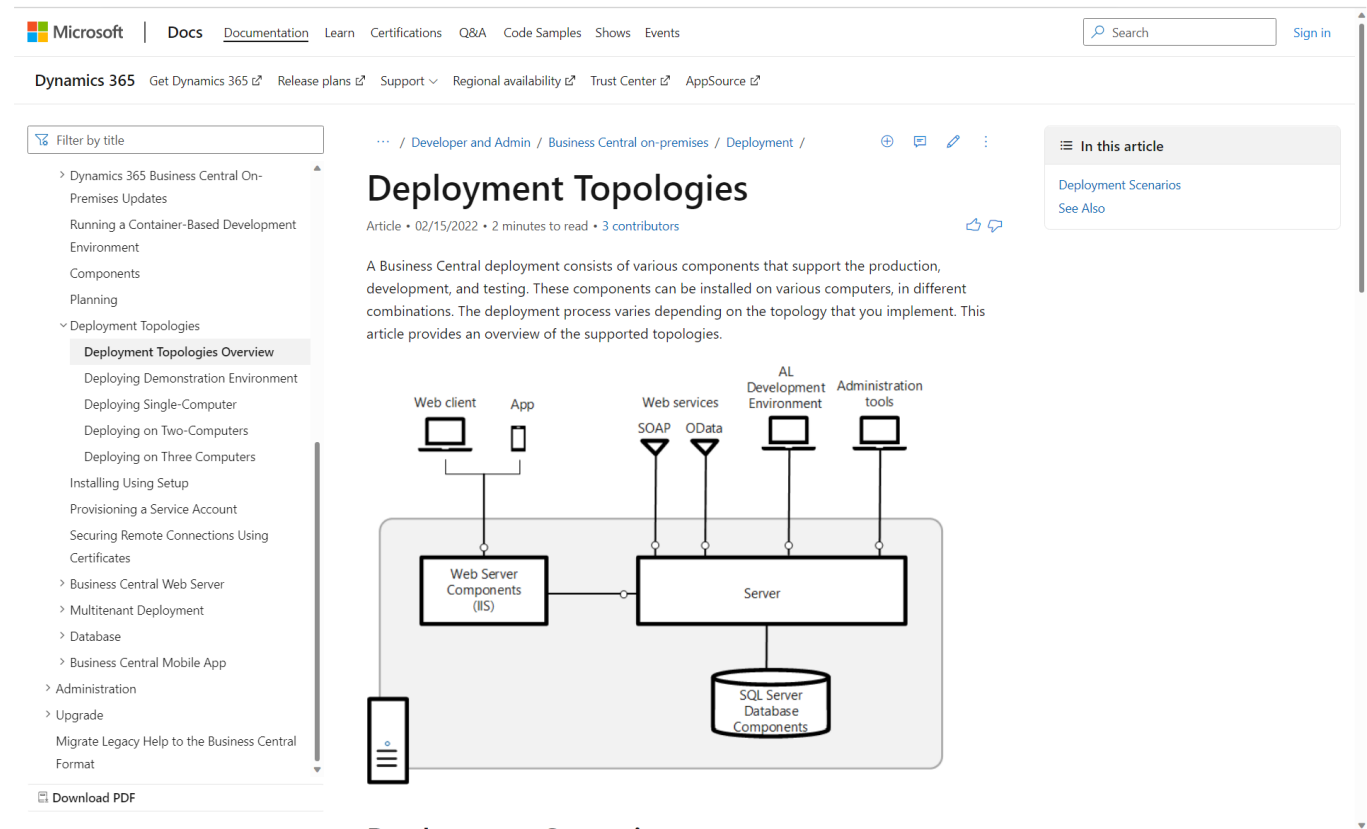 Microsoft
Docs Documentation Learn Certifications Q&A Code Samples Shows Events
Search
Sign in
Dynamics 365 Get Dynamics 365 Release plans Support Regional availability Trust Center AppSource
Filter by title
Dynamics 365 Business Central On-
Premises Updates
Running a Container-Based Development
Environment
Components
Planning
Deployment Topologies
Deployment Topologies Overview
Deploying Demonstration Environment
Deploying Single-Computer
Deploying on Two-Computers
Deploying on Three Computers
Installing Using Setup
Provisioning a Service Account
Securing Remote Connections Using
Certificates
Business Central Web Server
Multitenant Deployment
Database
Business Central Mobile App
Administration
Upgrade
Migrate Legacy Help to the Business Central
Format
Download PDF
··· / Developer and Admin / Business Central on-premises / Deployment /
Deployment Topologies
Article • 02/15/2022 • 2 minutes to read • 3 contributors
A Business Central deployment consists of various components that support the production,
development, and testing. These components can be installed on various computers, in different
combinations. The deployment process varies depending on the topology that you implement. This
article provides an overview of the supported topologies.
Web client
App
Web services
SOAP OData
AL
Development
Environment
Administration
tools
Web Server
Components
(IIS)
Server
SQL Server
Database
Components
In this article
Deployment Scenarios
See Also